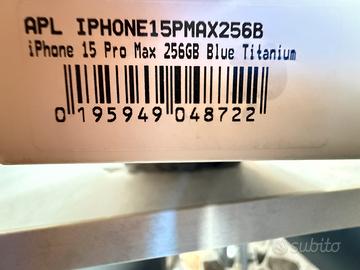 APL IPHONE15PMAX256B
iPhone 15 Pro Max 256GB Blue Titanium
0 195949 048722
subito